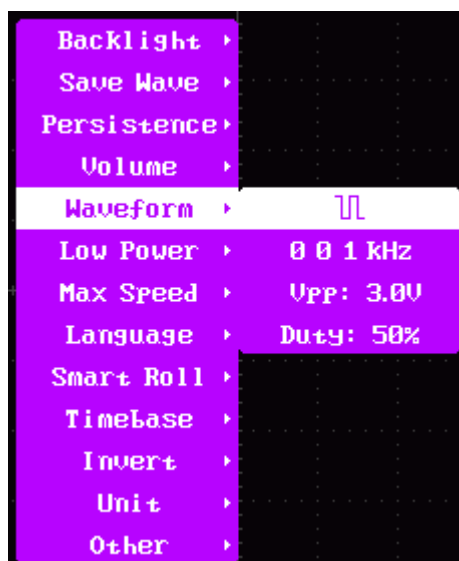 Backlight
Save Wave
Persistence
Volume
Waveform
Low Power
0 0 1 kHz
Max Speed
Vpp: 3.0V
Language
Duty: 50%
Smart Roll
Timebase
Invert
Unit
Other